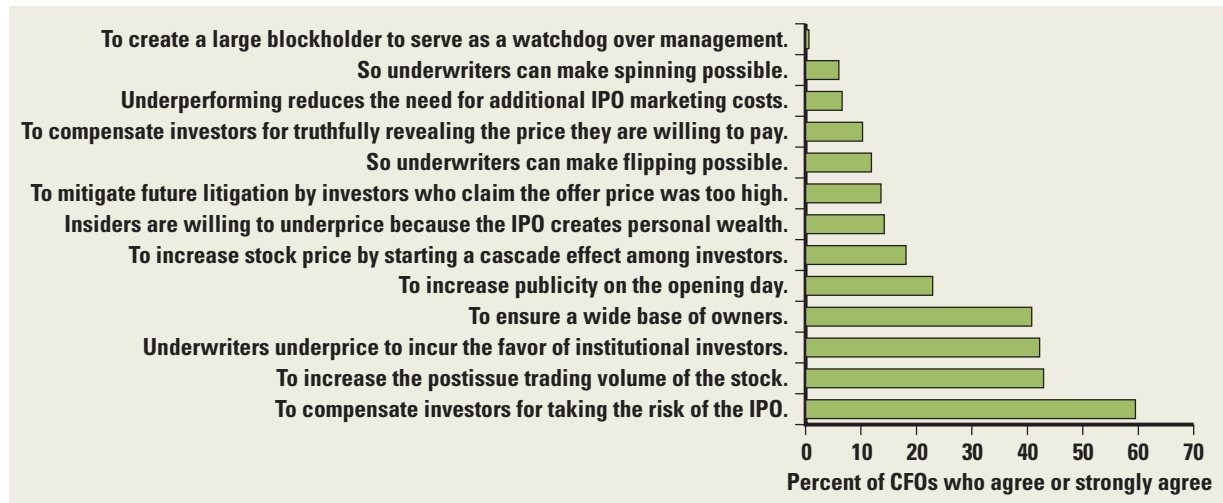 To create a large blockholder to serve as a watchdog over management.
So underwriters can make spinning possible.
Underperforming reduces the need for additional IPO marketing costs.
To compensate investors for truthfully revealing the price they are willing to pay.
So underwriters can make flipping possible.
To mitigate future litigation by investors who claim the offer price was too high.
Insiders are willing to underprice because the IPO creates personal wealth.
To increase stock price by starting a cascade effect among investors.
To increase publicity on the opening day.
To ensure a wide base of owners.
Underwriters underprice to incur the favor of institutional investors.
To increase the postissue trading volume of the stock.
To compensate investors for taking the risk of the IPO.
0 10 20 30 40 50 60 70
Percent of CFOs who agree or strongly agree